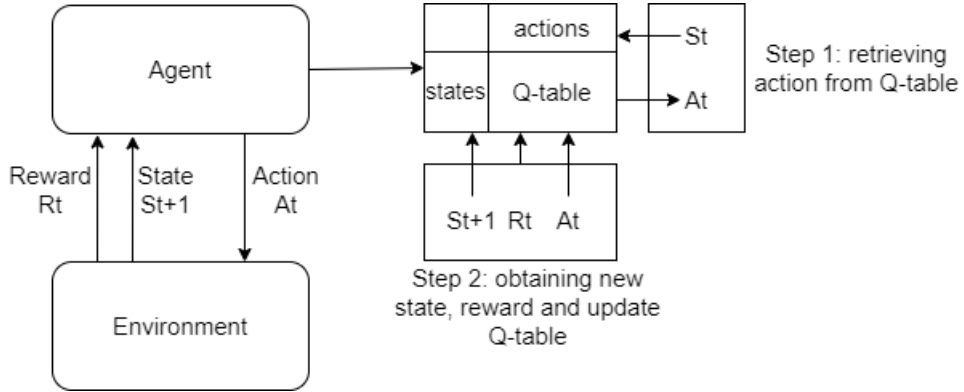 Agent
Reward
Rt
State
St+1
Action
At
Environment
actions
states
Q-table
St
At
Step 1: retrieving
action from Q-table
St+1 Rt At
Step 2: obtaining new
state, reward and update
Q-table